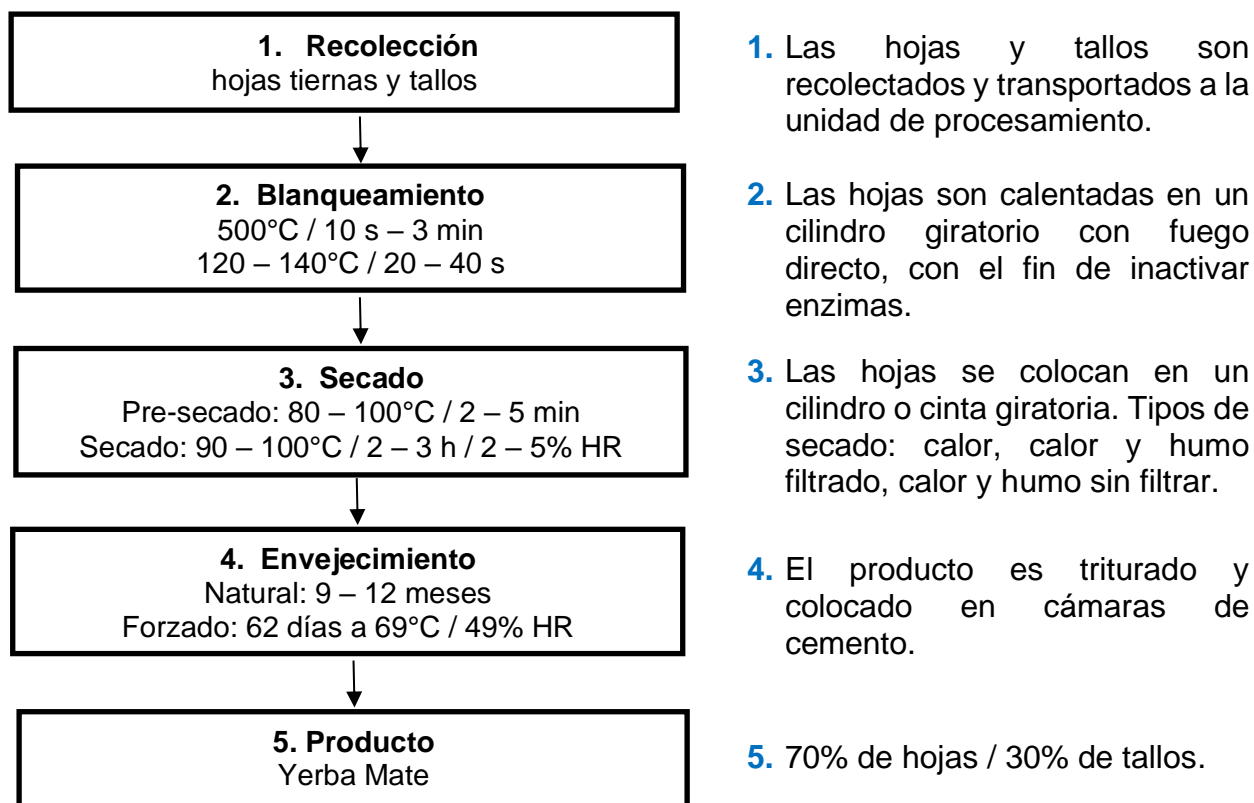 1. Recolección
hojas tiernas y tallos
1. Las hojas y tallos son
recolectados y transportados a la
unidad de procesamiento.
2. Blanqueamiento
500°C / 10 s – 3 min
120 – 140°C / 20 – 40 s
2. Las hojas son calentadas en un
cilindro giratorio con fuego
directo, con el fin de inactivar
enzimas.
3. Secado
Pre-secado: 80 – 100°C / 2 – 5 min
Secado: 90 – 100°C / 2 – 3 h / 2 – 5% HR
3. Las hojas se colocan en un
cilindro o cinta giratoria. Tipos de
secado: calor, calor y humo
filtrado, calor y humo sin filtrar.
4. Envejecimiento
Natural: 9 – 12 meses
Forzado: 62 días a 69°C / 49% HR
4. El producto es triturado y
colocado en cámaras de
cemento.
5. Producto
Yerba Mate
5. 70% de hojas / 30% de tallos.